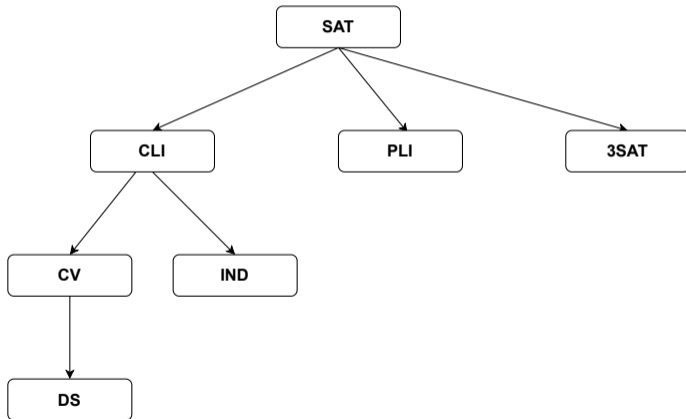 SAT
CLI
PLI
3SAT
CV
IND
DS